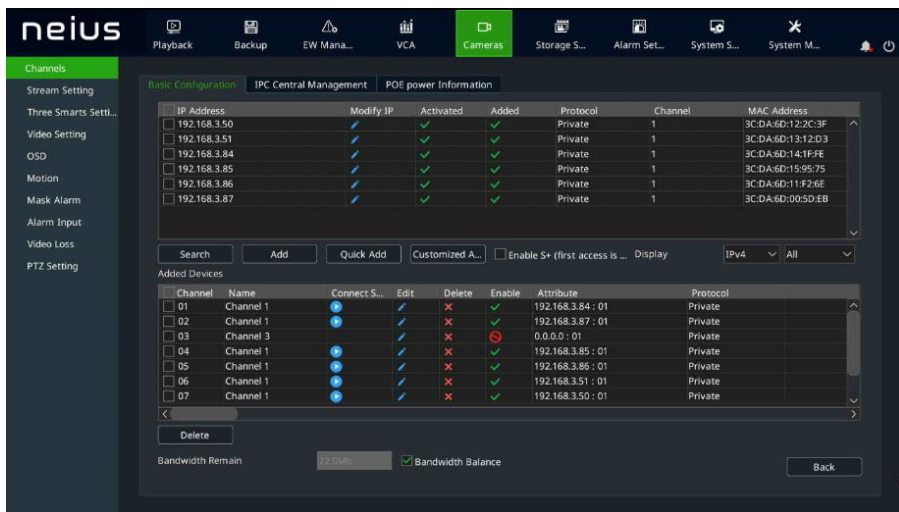 neius
Playback Backup EW Mana... VCA Cameras Storage S... Alarm Set... System S... System M...
Channels
Stream Setting
Three Smarts Setti...
Video Setting
OSD
Motion
Mask Alarm
Alarm Input
Video Loss
PTZ Setting
Basic Configuration IPC Central Management POE power Information
IP Address Modify IP Activated Added Protocol Channel MAC Address
192.168.3.50 Private 1 3C:DA:6D:12:2C:3F
192.168.3.51 Private 1 3C:DA:6D:13:12:D3
192.168.3.84 Private 1 3C:DA:6D:14:1F:FE
192.168.3.85 Private 1 3C:DA:6D:15:95:75
192.168.3.86 Private 1 3C:DA:6D:11:F2:6E
192.168.3.87 Private 1 3C:DA:6D:00:5D:EB
Search Add Quick Add Customized A... Enable S+ (first access is ... Display IPv4 All
Added Devices
Channel Name Connect S... Edit Delete Enable Attribute Protocol
01 Channel 1 192.168.3.84 : 01 Private
02 Channel 1 192.168.3.87 : 01 Private
03 Channel 3 0.0.0.0 : 01 Private
04 Channel 1 192.168.3.85 : 01 Private
05 Channel 1 192.168.3.86 : 01 Private
06 Channel 1 192.168.3.51 : 01 Private
07 Channel 1 192.168.3.50 : 01 Private
Delete
Bandwidth Remain 22.0Mb Bandwidth Balance
Back